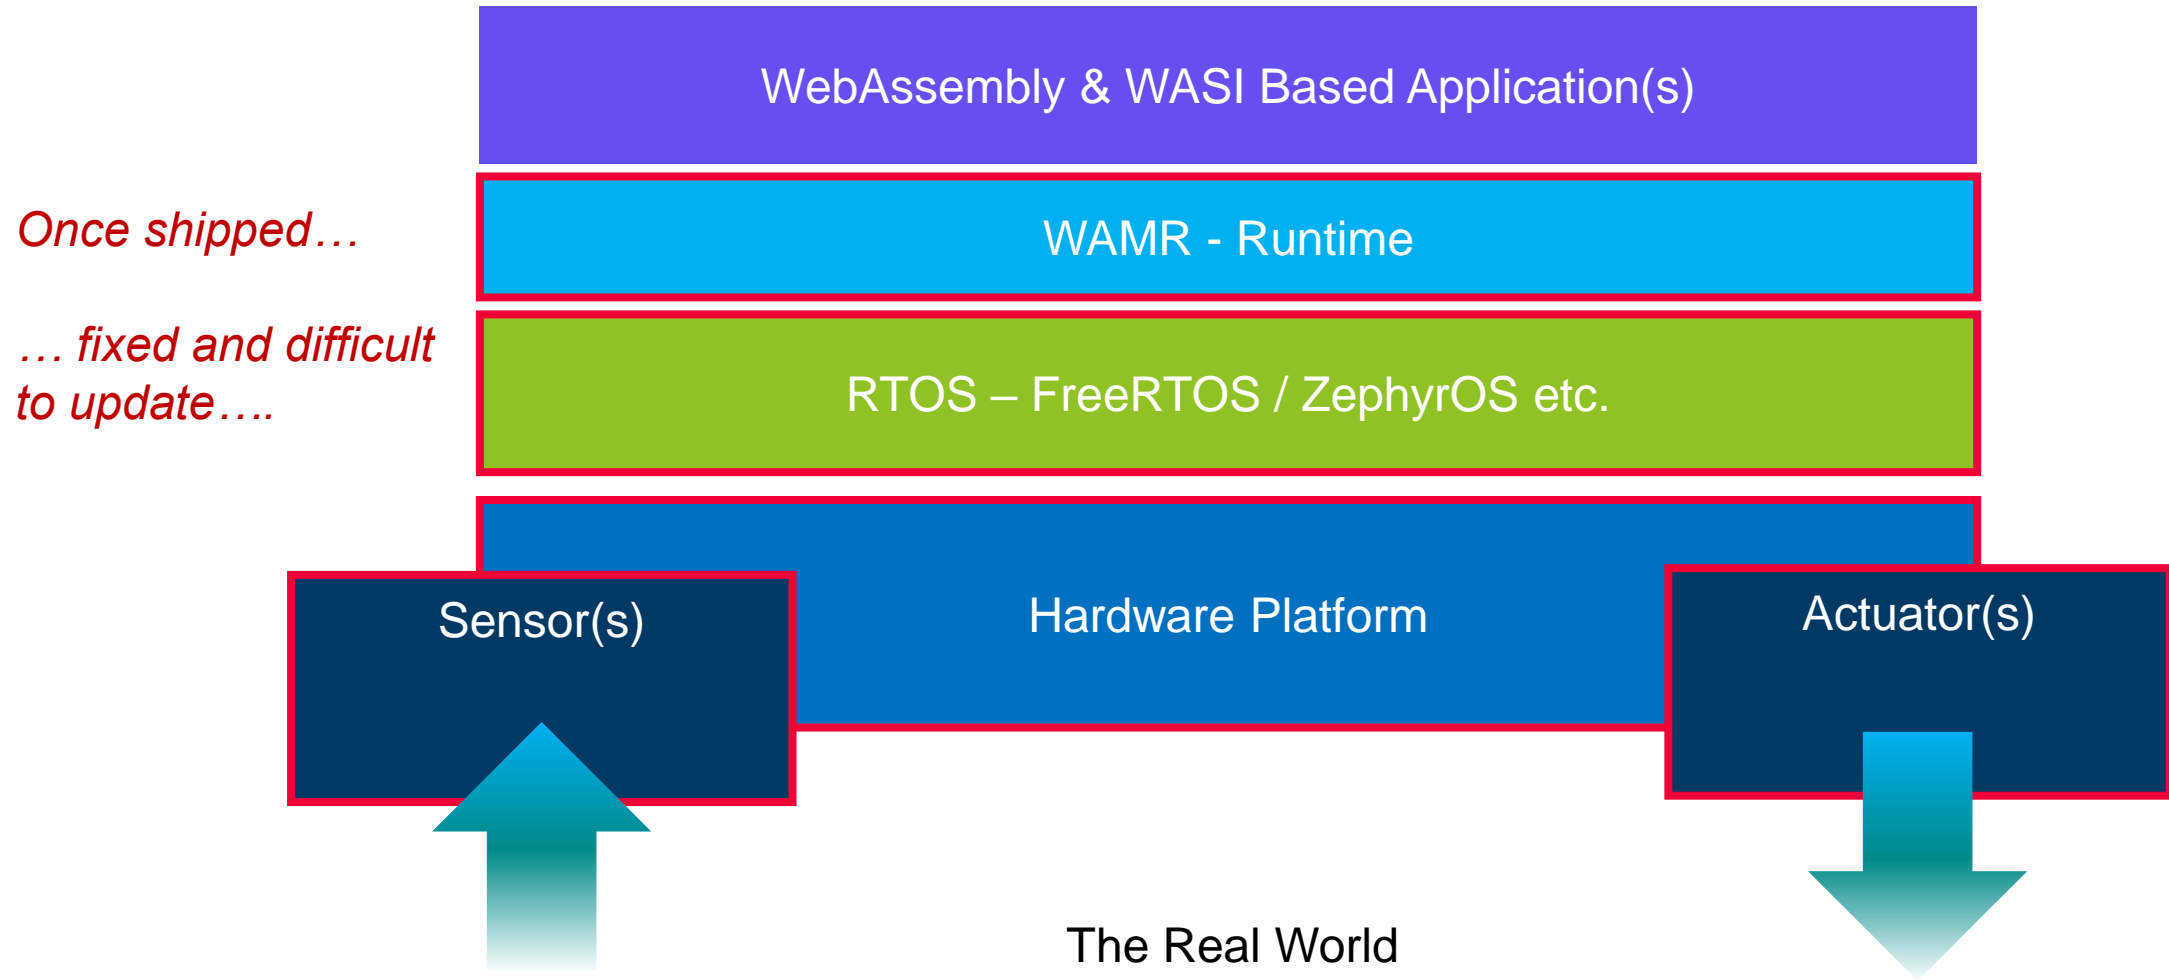 WebAssembly & WASI Based Application(s)
Once shipped…
WAMR - Runtime
… fixed and difficult
to update….
RTOS – FreeRTOS / ZephyrOS etc.
Sensor(s)
Hardware Platform
Actuator(s)
The Real World